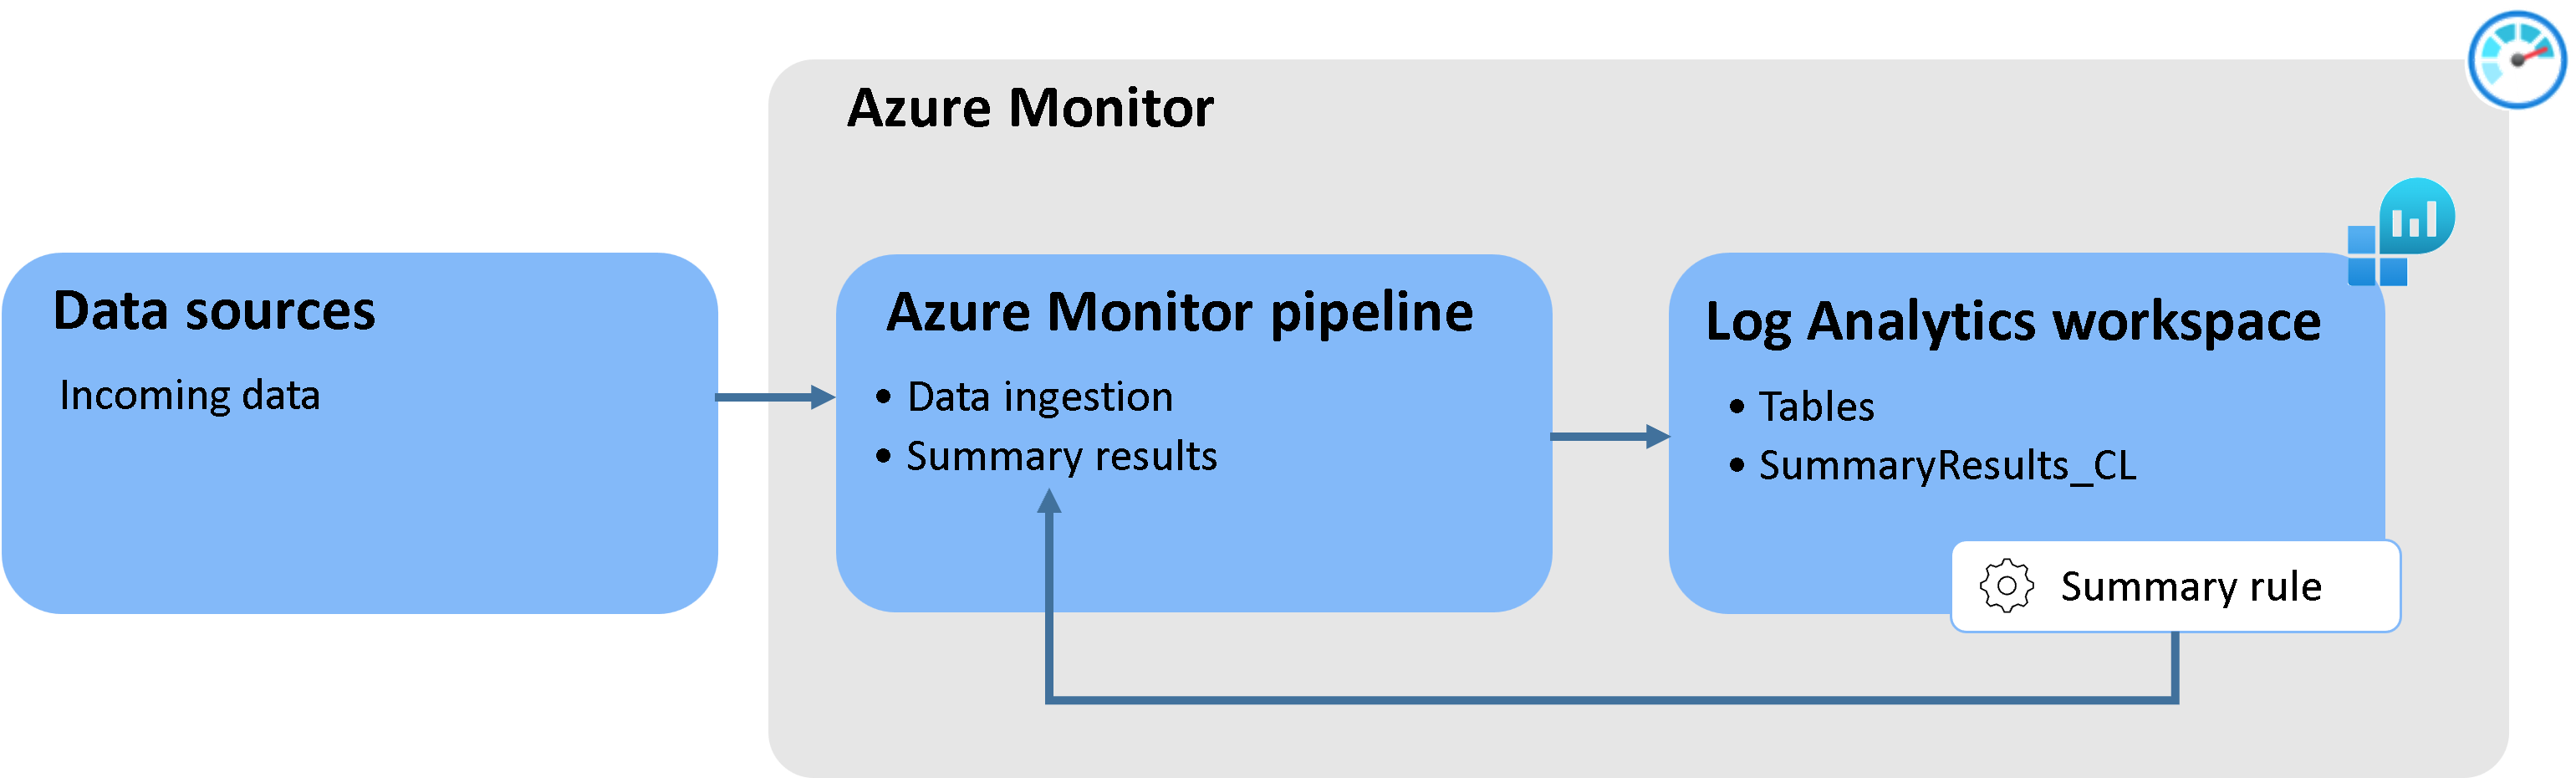 Azure Monitor
Data sources
Incoming data
Azure Monitor pipeline
• Data ingestion
• Summary results
Log Analytics workspace
• Tables
• SummaryResults_CL
Summary rule